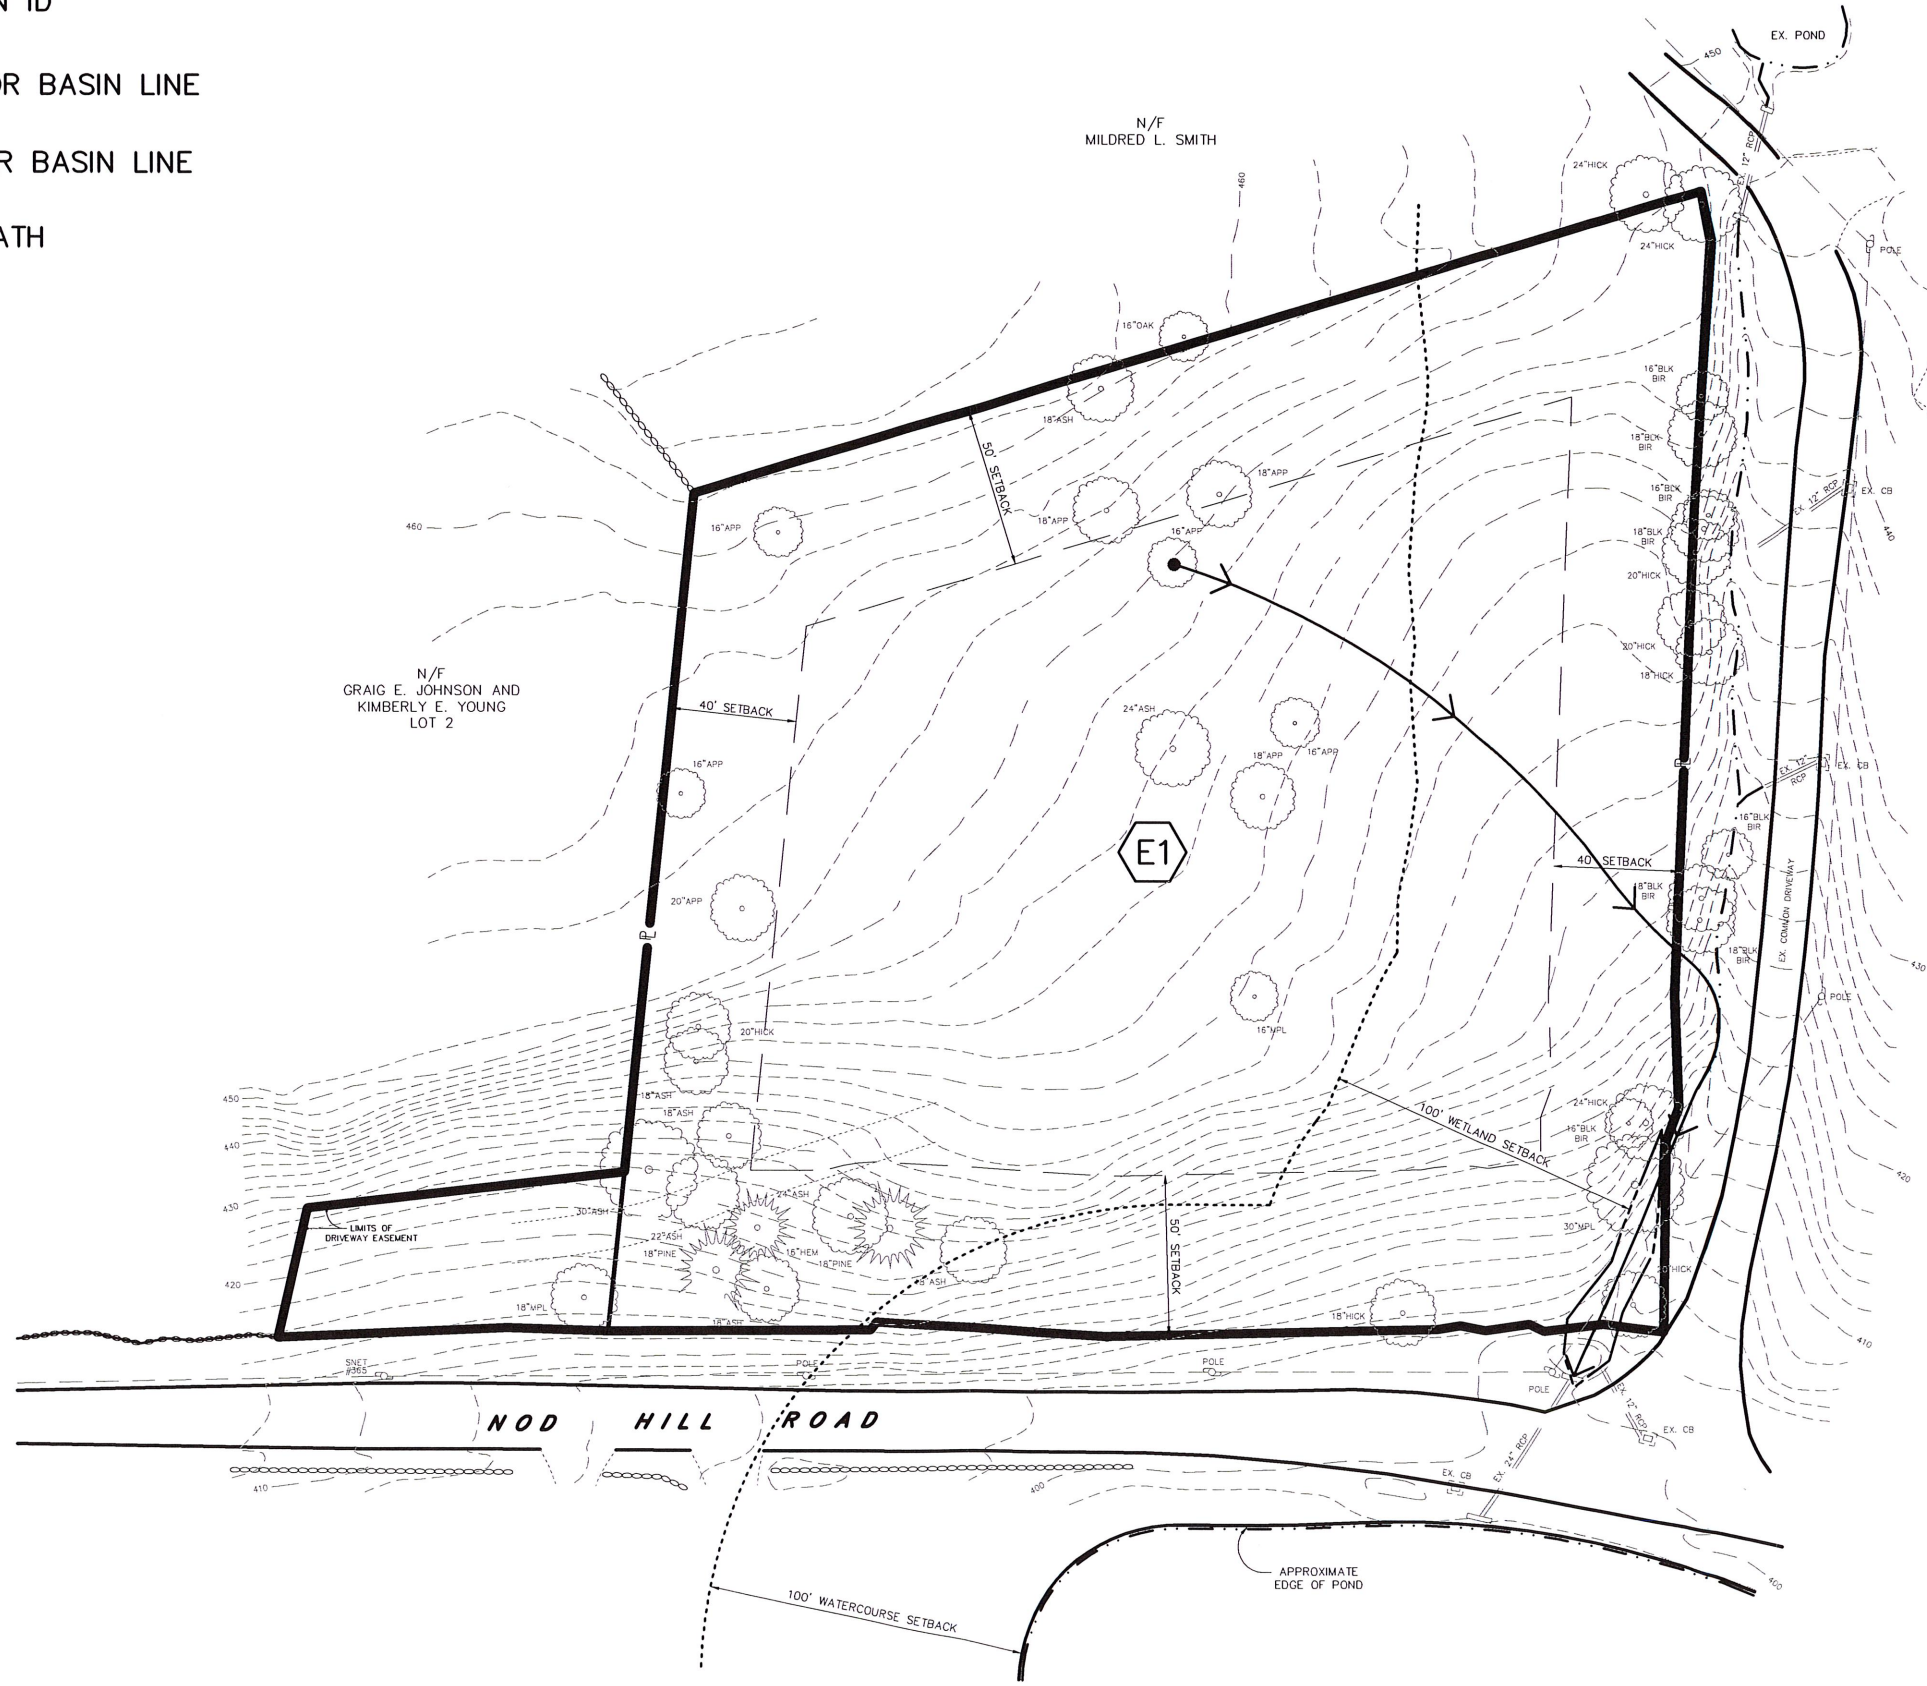 N ID
OR BASIN LINE
R BASIN LINE
ATH
EX. POND
450
N/F
MILDRED L. SMITH
EX. 12" RCP
24"HICK
460
24"HICK
POLE
16"OAK
16"BLK
BIR
18"ASH
18"BLK
BIR
50' SETBACK
18"APP
16"BLK
BIR
EX. 12" RCP
EX. CB
460
16"APP
18"APP
16"APP
18"BLK
BIR
440
20"HICK
20"HICK
18"HICK
N/F
GRAIG E. JOHNSON AND
KIMBERLY E. YOUNG
LOT 2
40' SETBACK
24"ASH
18"APP
16"APP
16"APP
PL
EX. 12"
RCP
EX. CB
16"BLK
BIR
E1
40' SETBACK
18"BLK
BIR
EX. COMMON DRIVEWAY
20"APP
PL
18"BLK
BIR
430
POLE
20"HICK
16"MPL
450
18"ASH
18"ASH
24"HICK
100' WETLAND SETBACK
16"BLK
BIR
440
420
24"ASH
430
30"ASH
LIMITS OF
DRIVEWAY EASEMENT
30"MPL
22"ASH
18"PINE
16"HEM
18"PINE
50' SETBACK
20"HICK
420
18"ASH
18"MPL
18"ASH
18"HICK
410
SNET
#365
POLE
POLE
POLE
NOD HILL ROAD
EX. 12" RCP
EX. CB
EX. 24" RCP
EX. CB
410
400
APPROXIMATE
EDGE OF POND
400
100' WATERCOURSE SETBACK